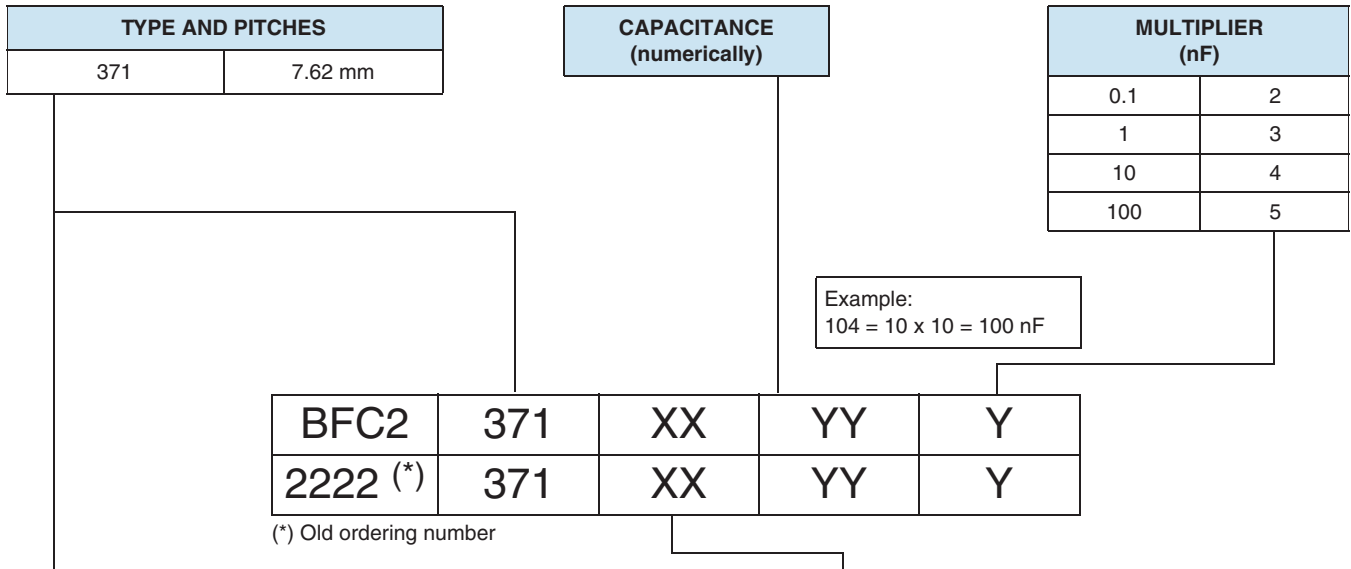 TYPE AND PITCHES
371 7.62 mm
CAPACITANCE
(numerically)
MULTIPLIER
(nF)
0.1 2
1 3
10 4
100 5
Example:
104 = 10 x 10 = 100 nF
BFC2 371 XX YY Y
2222 (*) 371 XX YY Y
(*) Old ordering number